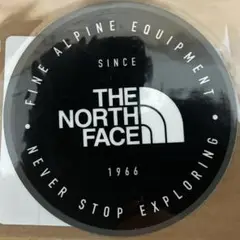 • FINE ALPINE EQUIPMENT •
SINCE
THE
NORTH
FACE
1966
NEVER STOP EXPLORING